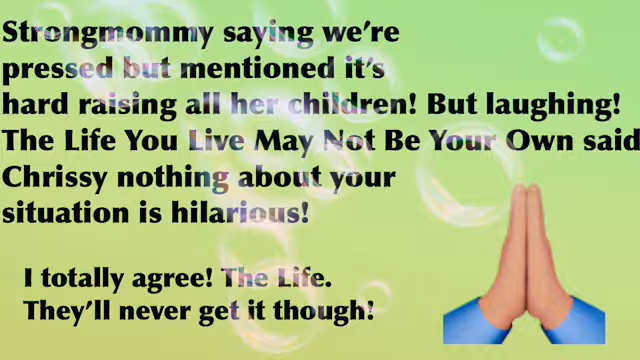 Strongmommy saying we’re
pressed but mentioned it’s
hard raising all her children! But laughing!
The Life You Live May Not Be Your Own said
Chrissy nothing about your
situation is hilarious!
I totally agree! The Life.
They’ll never get it though!